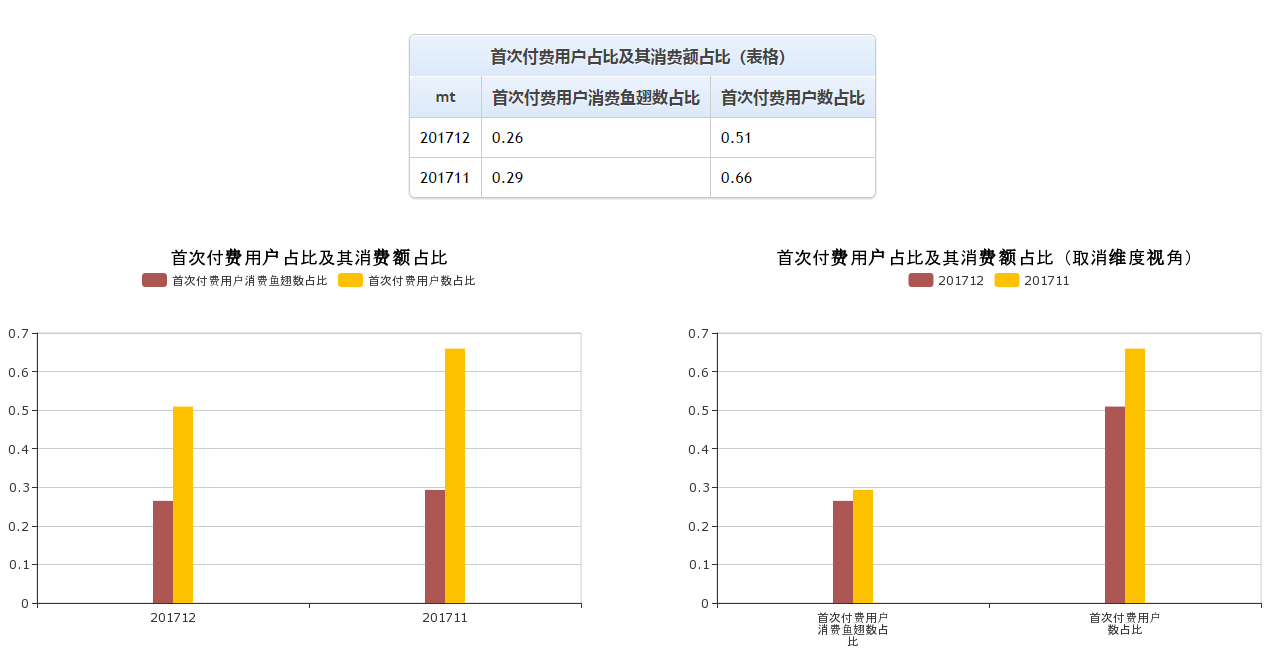 首次付费用户占比及其消费额占比（表格）
mt 首次付费用户消费鱼翅数占比 首次付费用户数占比
201712 0.26 0.51
201711 0.29 0.66
首次付费用户占比及其消费额占比
首次付费用户消费鱼翅数占比 首次付费用户数占比
0.7
0.6
0.5
0.4
0.3
0.2
0.1
0
201712 201711
首次付费用户占比及其消费额占比（取消维度视角）
201712 201711
0.7
0.6
0.5
0.4
0.3
0.2
0.1
0
首次付费用户
消费鱼翅数占
比
首次付费用户
数占比